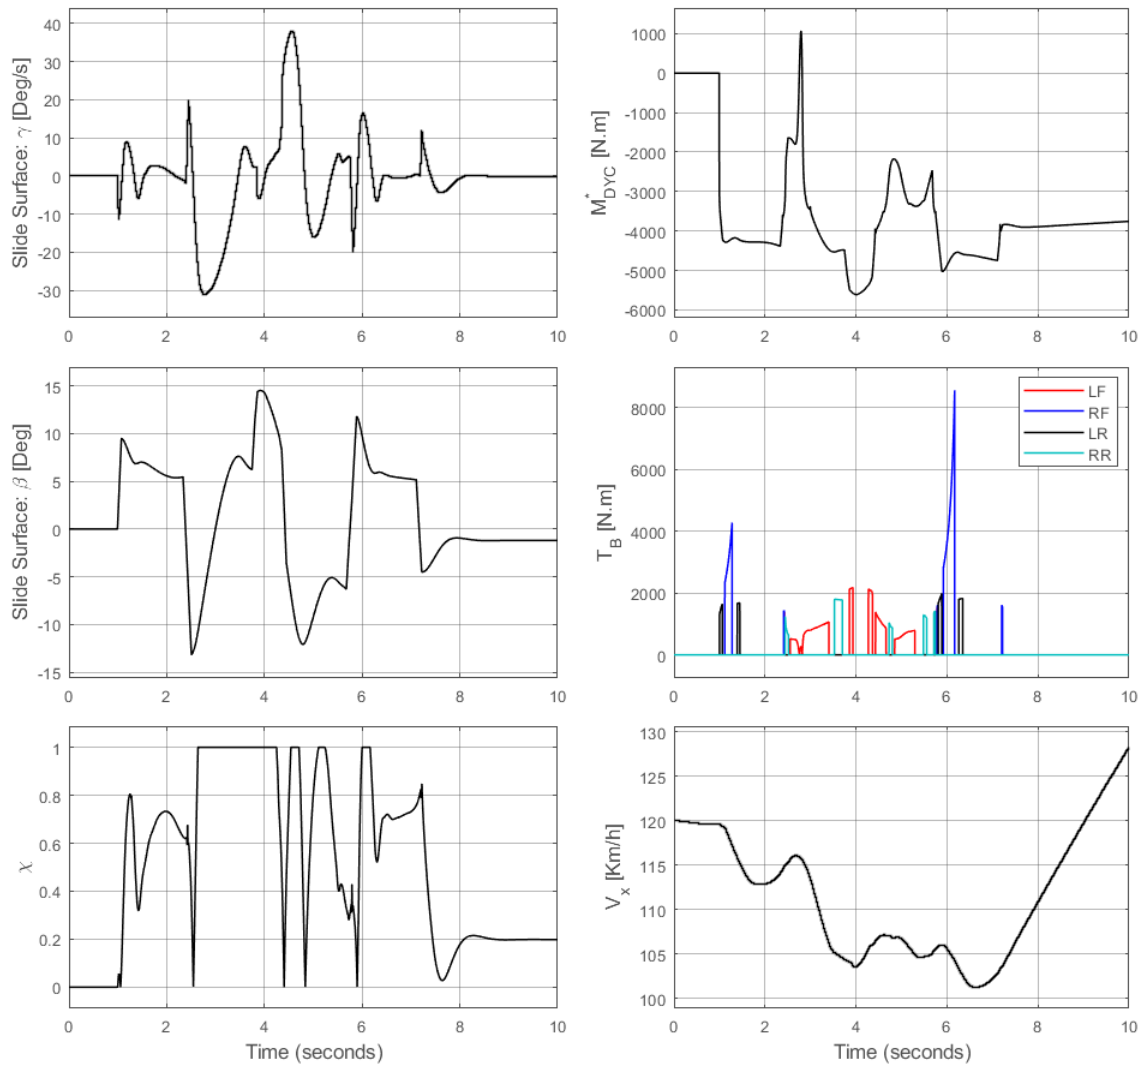 Slide Surface: γ [Deg/s]
40
30
20
10
0
-10
-20
-30
0 2 4 6 8 10
M*DYC [N.m]
1000
0
-1000
-2000
-3000
-4000
-5000
-6000
0 2 4 6 8 10
Slide Surface: β [Deg]
15
10
5
0
-5
-10
-15
0 2 4 6 8 10
TB [N.m]
8000
6000
4000
2000
0
LF
RF
LR
RR
0 2 4 6 8 10
χ
1
0.8
0.6
0.4
0.2
0
0 2 4 6 8 10
Time (seconds)
Vx [Km/h]
130
125
120
115
110
105
100
0 2 4 6 8 10
Time (seconds)